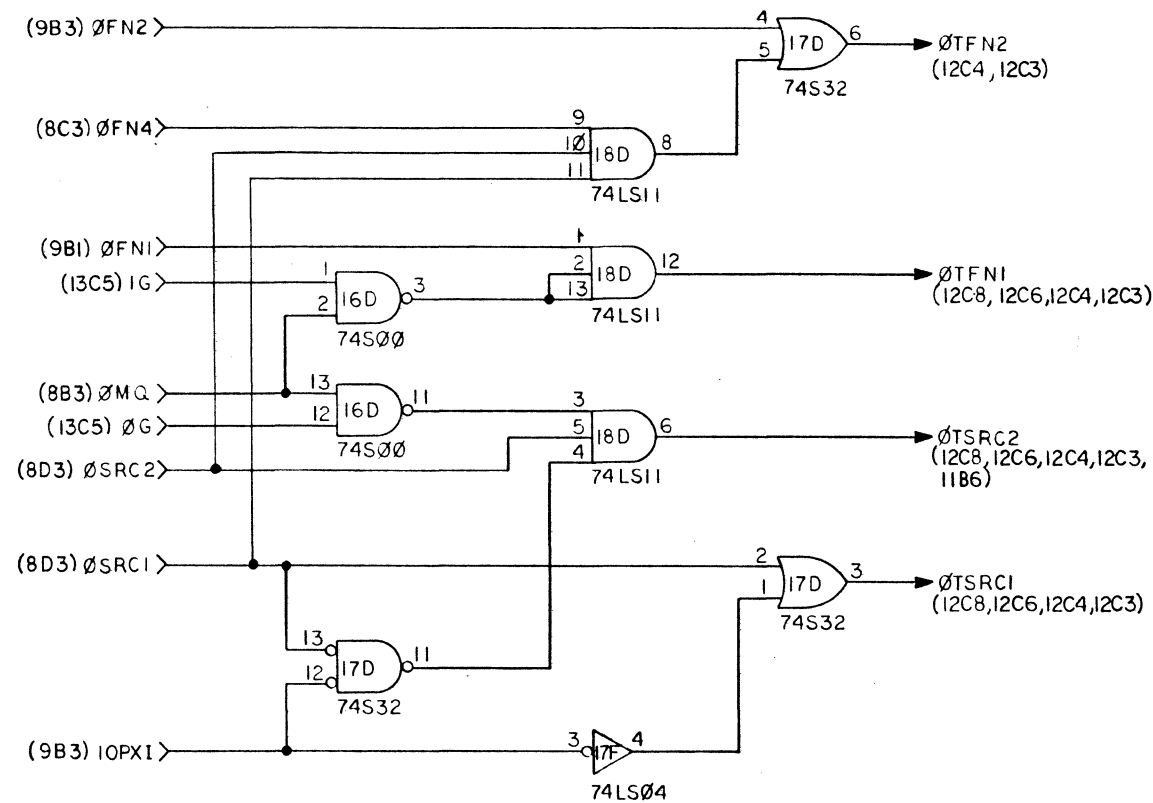 (9B3) ØFN2
4
5
17D
6
74S32
ØTFN2
(12C4, 12C3)
(8C3) ØFN4
9
10
11
18D
8
74LS11
(9B1) ØFN1
1
2
13
18D
12
74LS11
ØTFN1
(12C8, 12C6, 12C4, 12C3)
(13C5) 1G
1
2
16D
3
74SØØ
(8B3) ØMQ
13
12
16D
11
74SØØ
(13C5) ØG
(8D3) ØSRC2
3
5
4
18D
6
74LS11
ØTSRC2
(12C8, 12C6, 12C4, 12C3,
11B6)
(8D3) ØSRC1
2
1
17D
3
74S32
ØTSRC1
(12C8, 12C6, 12C4, 12C3)
13
12
17D
11
74S32
(9B3) IOPX1
3
17F
4
74LSØ4